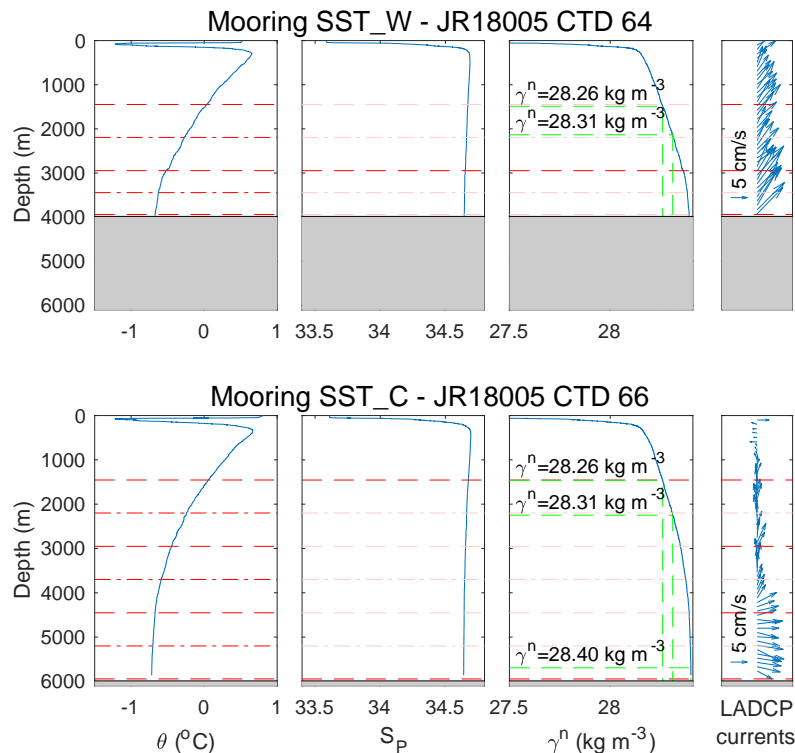 Mooring SST_W - JR18005 CTD 64
0
1000
2000
3000
4000
5000
6000
Depth (m)
-1 0 1
33.5 34 34.5
27.5 28
γⁿ=28.26 kg m⁻³
γⁿ=28.31 kg m⁻³
5 cm/s
Mooring SST_C - JR18005 CTD 66
0
1000
2000
3000
4000
5000
6000
Depth (m)
-1 0 1
33.5 34 34.5
27.5 28
γⁿ=28.26 kg m⁻³
γⁿ=28.31 kg m⁻³
γⁿ=28.40 kg m⁻³
5 cm/s
θ (°C)
S_P
γⁿ (kg m⁻³)
LADCP
currents